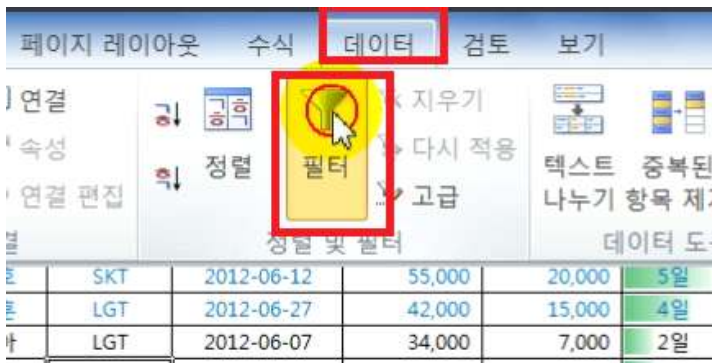 페이지 레이아웃 수식 데이터 검토 보기
연결 지우기
속성 정렬 필터 다시 적용 텍스트 중복된
연결 편집 고급 나누기 항목 제거
정렬 및 필터 데이터 도
SKT 2012-06-12 55,000 20,000 5일
LGT 2012-06-27 42,000 15,000 4일
LGT 2012-06-07 34,000 7,000 2일